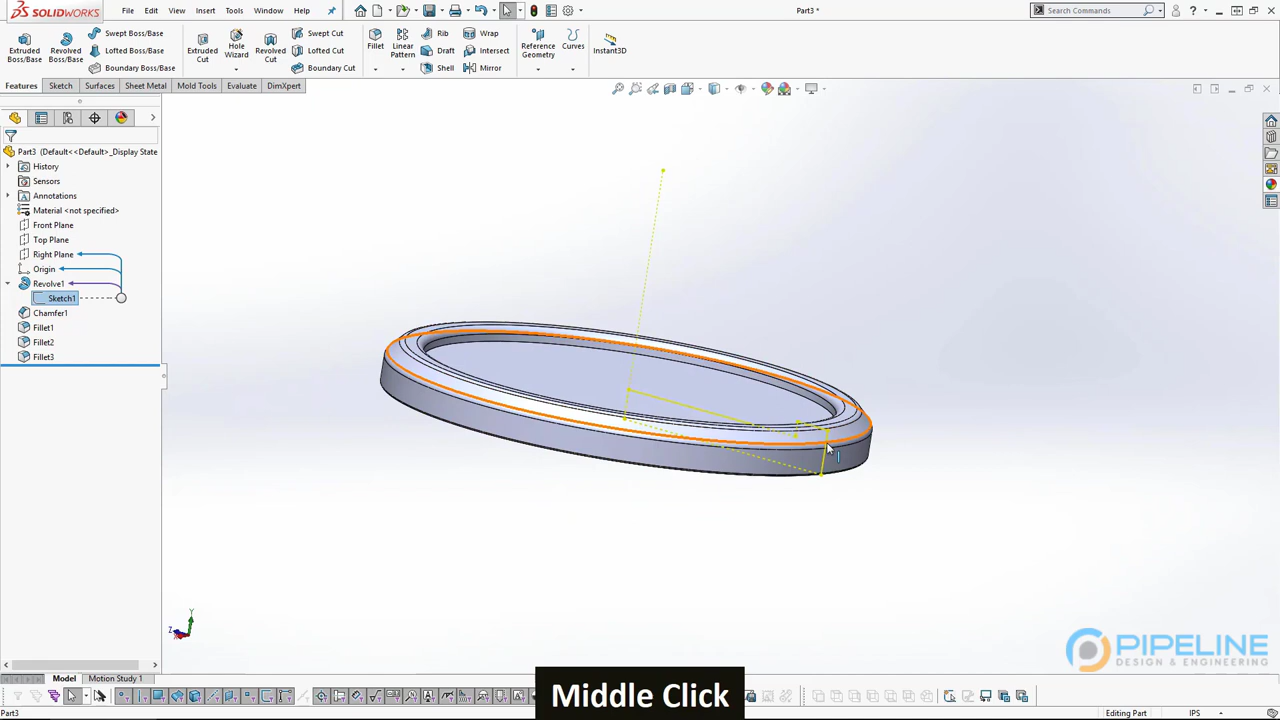 SOLIDWORKS
File Edit View Insert Tools Window Help
Part3 *
Search Commands
Extruded Boss/Base
Revolved Boss/Base
Swept Boss/Base
Lofted Boss/Base
Boundary Boss/Base
Extruded Cut
Hole Wizard
Revolved Cut
Swept Cut
Lofted Cut
Boundary Cut
Fillet
Linear Pattern
Rib
Draft
Shell
Wrap
Intersect
Mirror
Reference Geometry
Curves
Instant3D
Features Sketch Surfaces Sheet Metal Mold Tools Evaluate DimXpert
Part3 (Default<<Default>_Display State
History
Sensors
Annotations
Material <not specified>
Front Plane
Top Plane
Right Plane
Origin
Revolve1
Sketch1
Chamfer1
Fillet1
Fillet2
Fillet3
Y
Z
PIPELINE
DESIGN & ENGINEERING
Model Motion Study 1
Middle Click
Part3
Editing Part
IPS